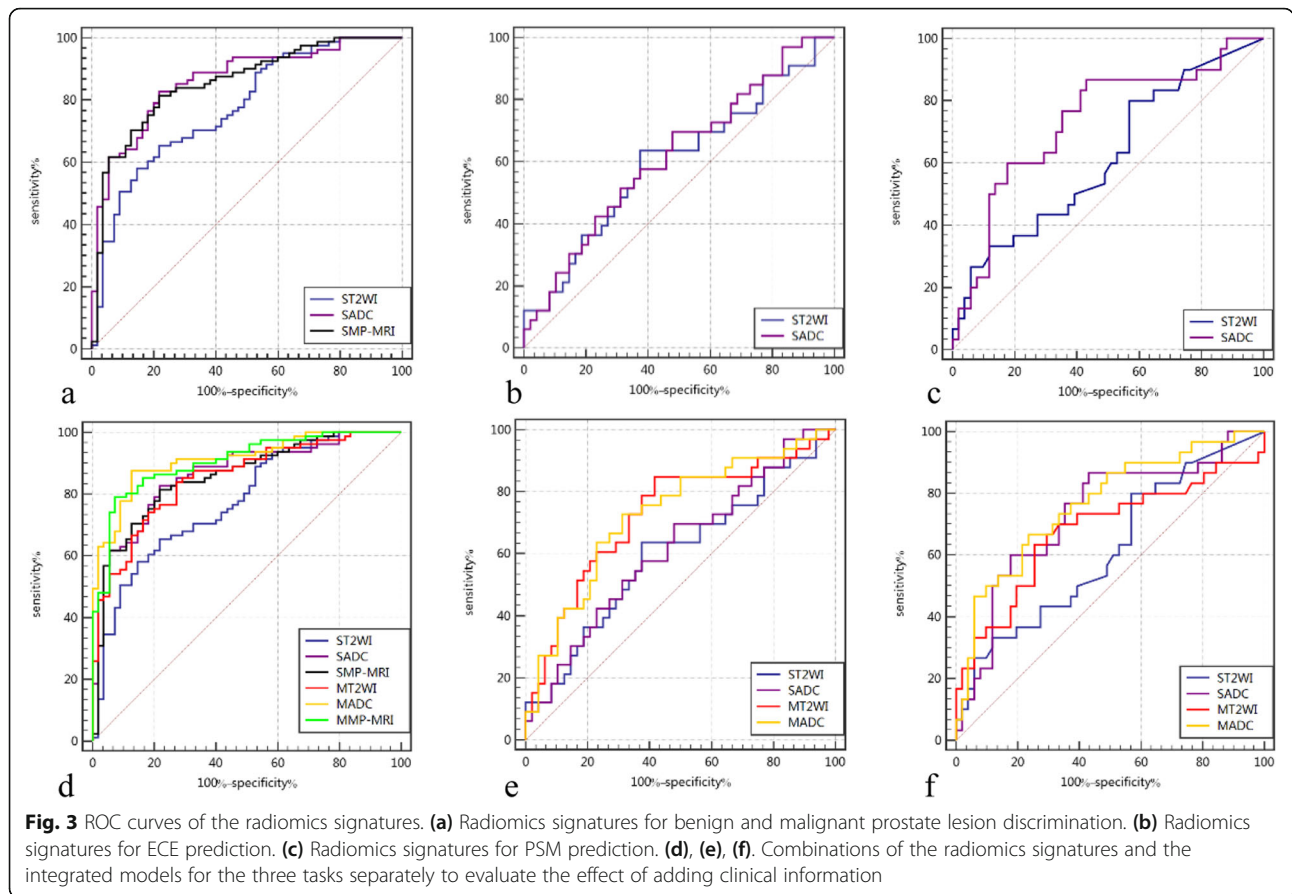 100
80
60
40
20
0
sensitivity%
0 20 40 60 80 100
100%-specificity%
ST2WI
SADC
SMP-MRI
a
100
80
60
40
20
0
sensitivity%
0 20 40 60 80 100
100%-specificity%
ST2WI
SADC
b
100
80
60
40
20
0
sensitivity%
0 20 40 60 80 100
100%-specificity%
ST2WI
SADC
c
100
80
60
40
20
0
sensitivity%
0 20 40 60 80 100
100%-specificity%
ST2WI
SADC
SMP-MRI
MT2WI
MADC
MMP-MRI
d
100
80
60
40
20
0
sensitivity%
0 20 40 60 80 100
100%-specificity%
ST2WI
SADC
MT2WI
MADC
e
100
80
60
40
20
0
sensitivity%
0 20 40 60 80 100
100%-specificity%
ST2WI
SADC
MT2WI
MADC
f
Fig. 3 ROC curves of the radiomics signatures. (a) Radiomics signatures for benign and malignant prostate lesion discrimination. (b) Radiomics
signatures for ECE prediction. (c) Radiomics signatures for PSM prediction. (d), (e), (f). Combinations of the radiomics signatures and the
integrated models for the three tasks separately to evaluate the effect of adding clinical information